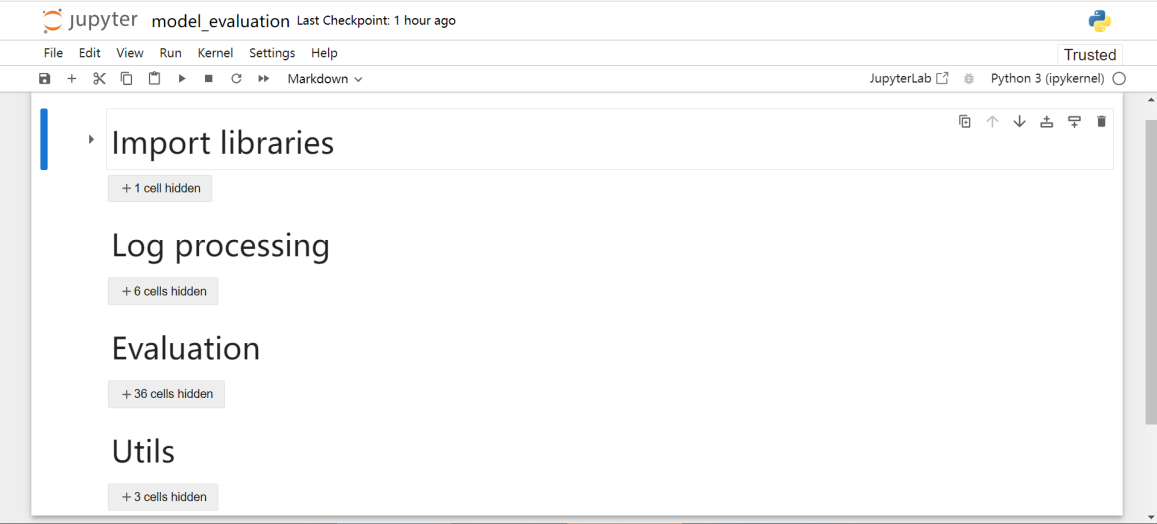 jupyter model_evaluation Last Checkpoint: 1 hour ago
File Edit View Run Kernel Settings Help
Trusted
Markdown JupyterLab Python 3 (ipykernel)
Import libraries
+ 1 cell hidden
Log processing
+ 6 cells hidden
Evaluation
+ 36 cells hidden
Utils
+ 3 cells hidden